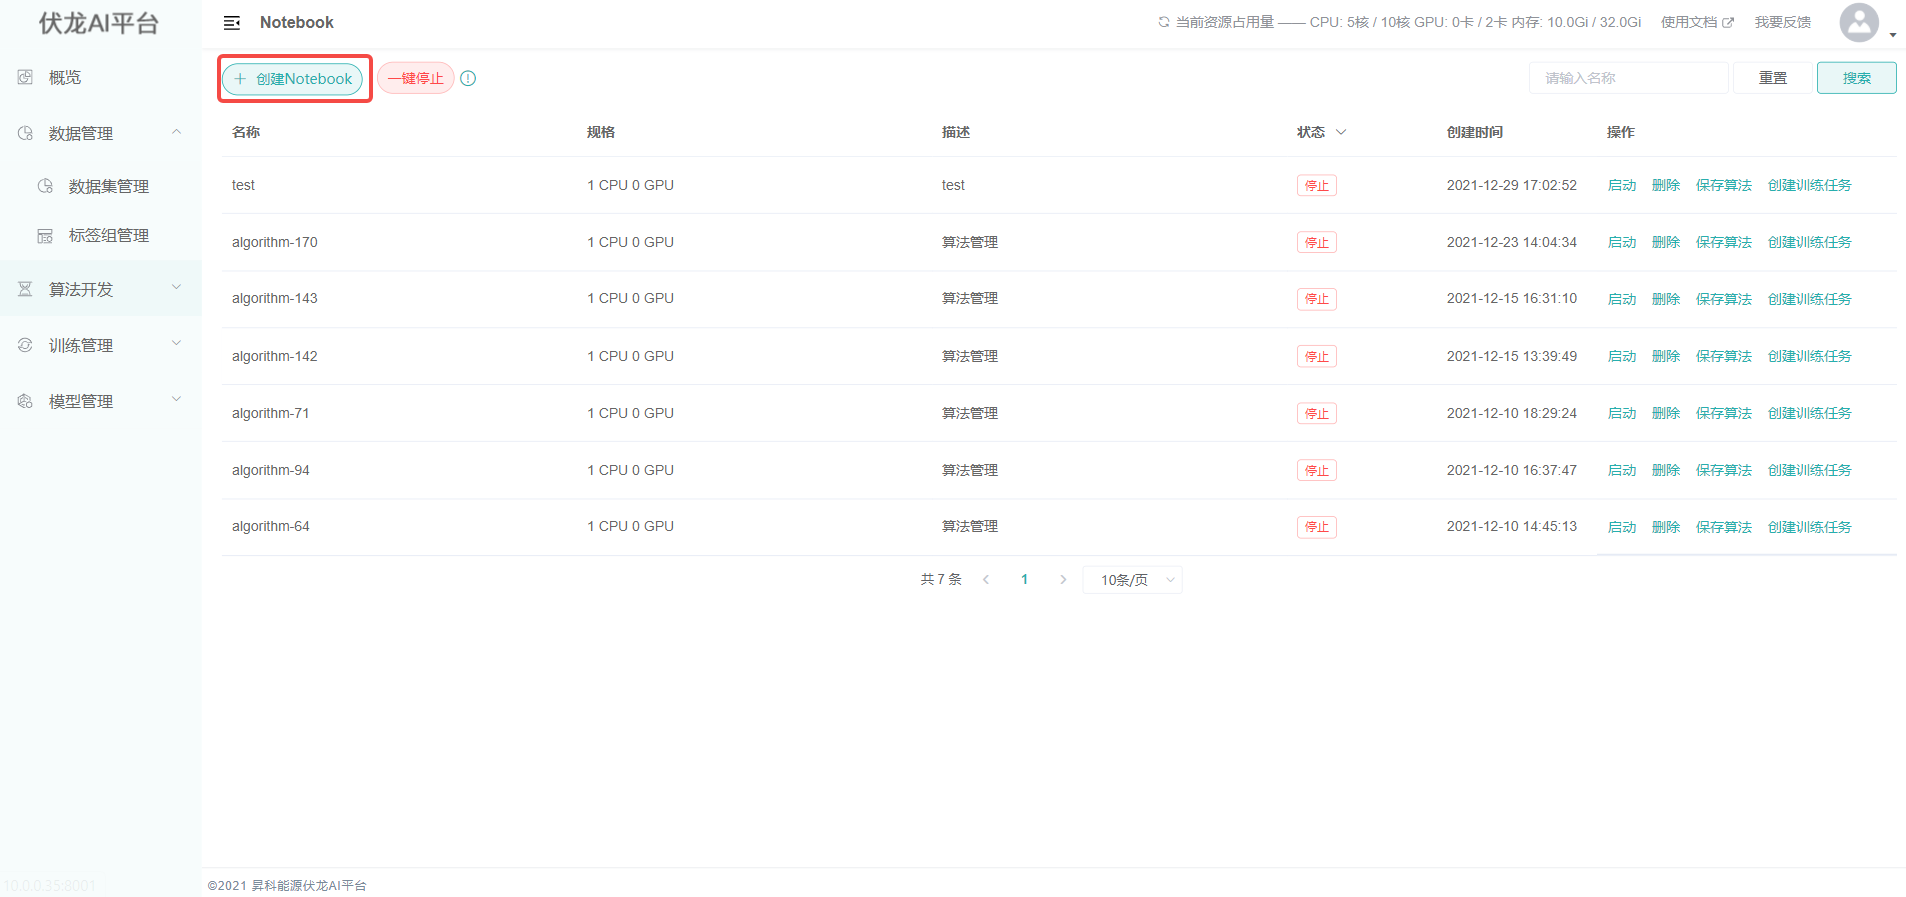 伏龙AI平台
Notebook
当前资源占用量 —— CPU: 5核 / 10核 GPU: 0卡 / 2卡 内存: 10.0Gi / 32.0Gi 使用文档 我要反馈
概览
数据管理
数据集管理
标签组管理
算法开发
训练管理
模型管理
创建Notebook 一键停止
请输入名称 重置 搜索
名称 规格 描述 状态 创建时间 操作
test 1 CPU 0 GPU test 停止 2021-12-29 17:02:52 启动 删除 保存算法 创建训练任务
algorithm-170 1 CPU 0 GPU 算法管理 停止 2021-12-23 14:04:34 启动 删除 保存算法 创建训练任务
algorithm-143 1 CPU 0 GPU 算法管理 停止 2021-12-15 16:31:10 启动 删除 保存算法 创建训练任务
algorithm-142 1 CPU 0 GPU 算法管理 停止 2021-12-15 13:39:49 启动 删除 保存算法 创建训练任务
algorithm-71 1 CPU 0 GPU 算法管理 停止 2021-12-10 18:29:24 启动 删除 保存算法 创建训练任务
algorithm-94 1 CPU 0 GPU 算法管理 停止 2021-12-10 16:37:47 启动 删除 保存算法 创建训练任务
algorithm-64 1 CPU 0 GPU 算法管理 停止 2021-12-10 14:45:13 启动 删除 保存算法 创建训练任务
共 7 条 1 10条/页
10.0.0.35:8001
©2021 昇科能源伏龙AI平台